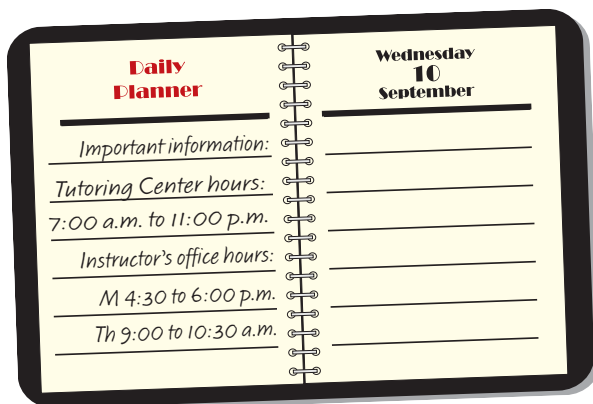 Daily
Planner
Important information:
Tutoring Center hours:
7:00 a.m. to 11:00 p.m.
Instructor's office hours:
M 4:30 to 6:00 p.m.
Th 9:00 to 10:30 a.m.
Wednesday
10
September